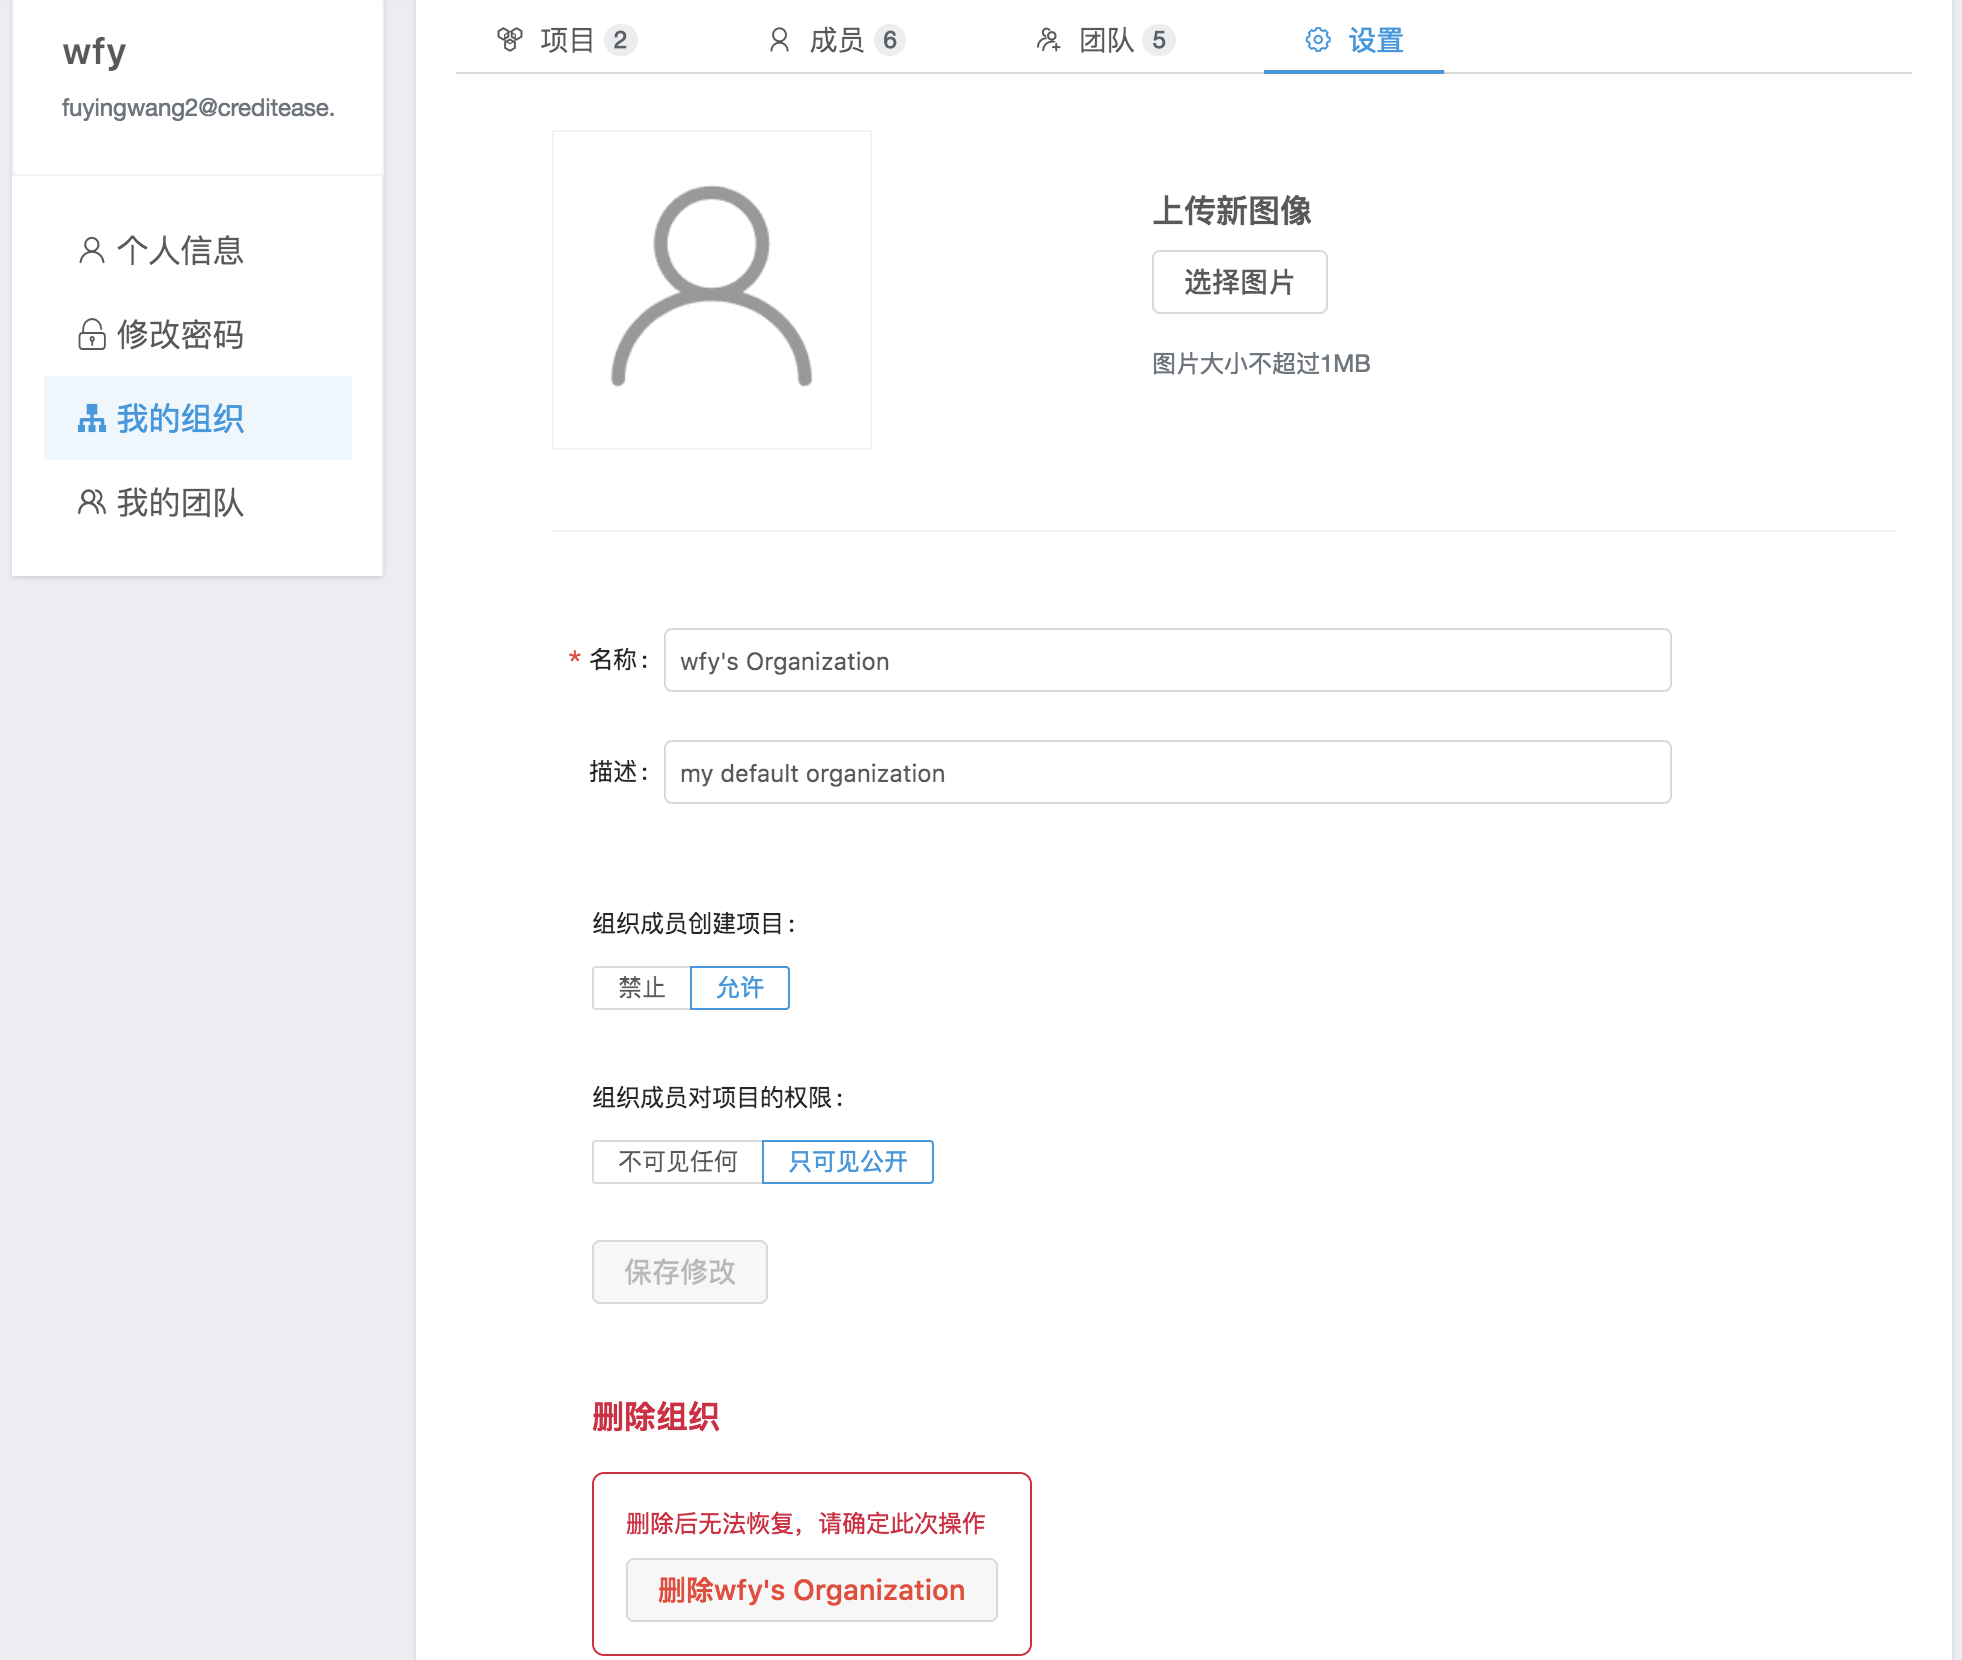 wfy
fuyingwang2@creditease.
个人信息
修改密码
我的组织
我的团队
项目 2 成员 6 团队 5 设置
上传新图像
选择图片
图片大小不超过1MB
* 名称: wfy's Organization
描述: my default organization
组织成员创建项目:
禁止 允许
组织成员对项目的权限:
不可见任何 只可见公开
保存修改
删除组织
删除后无法恢复，请确定此次操作
删除wfy's Organization